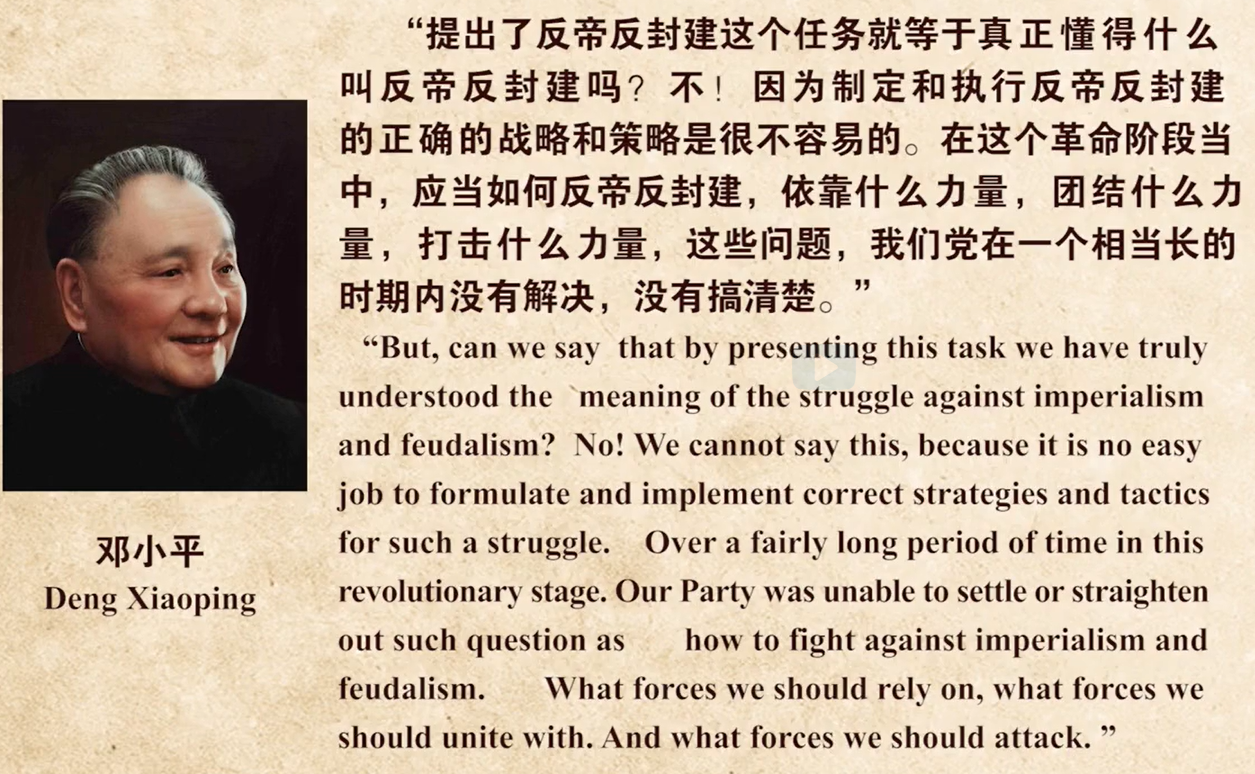 “提出了反帝反封建这个任务就等于真正懂得什么
叫反帝反封建吗？不！因为制定和执行反帝反封建
的正确的战略和策略是很不容易的。在这个革命阶段当
中，应当如何反帝反封建，依靠什么力量，团结什么力
量，打击什么力量，这些问题，我们党在一个相当长的
时期内没有解决，没有搞清楚。”
“But, can we say that by presenting this task we have truly
understood the meaning of the struggle against imperialism
and feudalism? No! We cannot say this, because it is no easy
job to formulate and implement correct strategies and tactics
for such a struggle. Over a fairly long period of time in this
revolutionary stage. Our Party was unable to settle or straighten
out such question as how to fight against imperialism and
feudalism. What forces we should rely on, what forces we
should unite with. And what forces we should attack. ”
邓小平
Deng Xiaoping